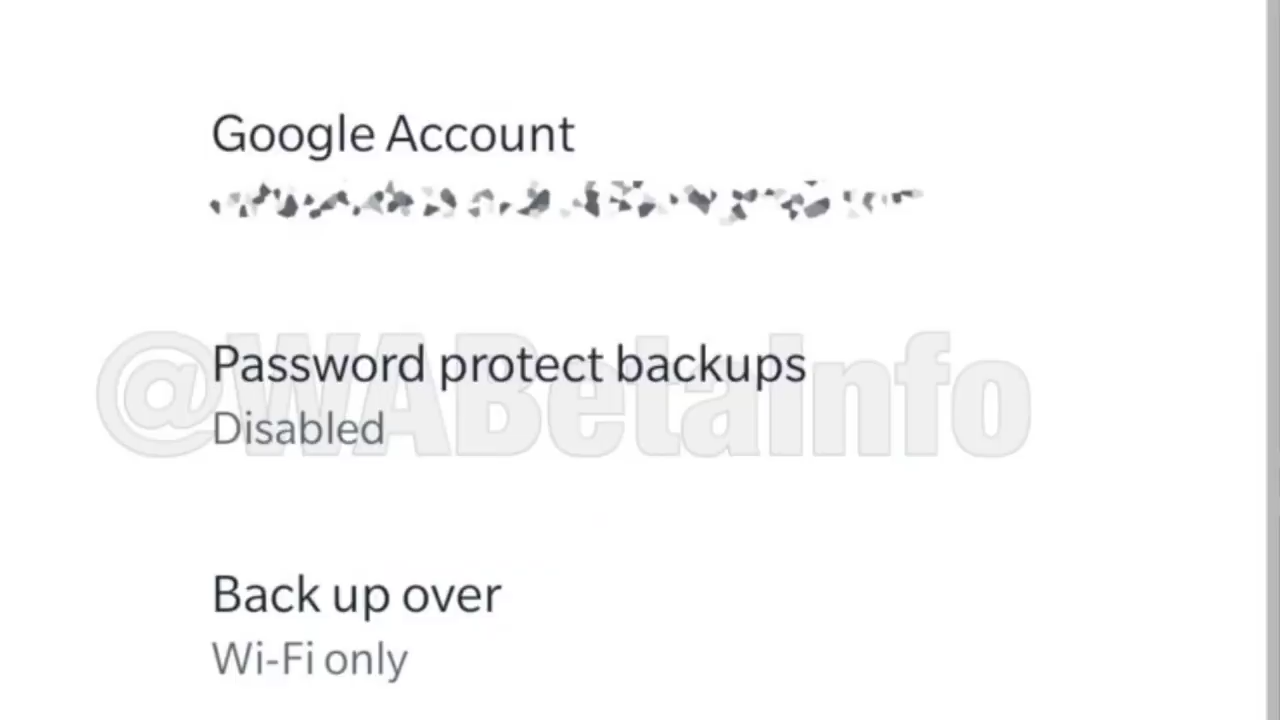 Google Account
@WABetaInfo
Password protect backups
Disabled
Back up over
Wi-Fi only